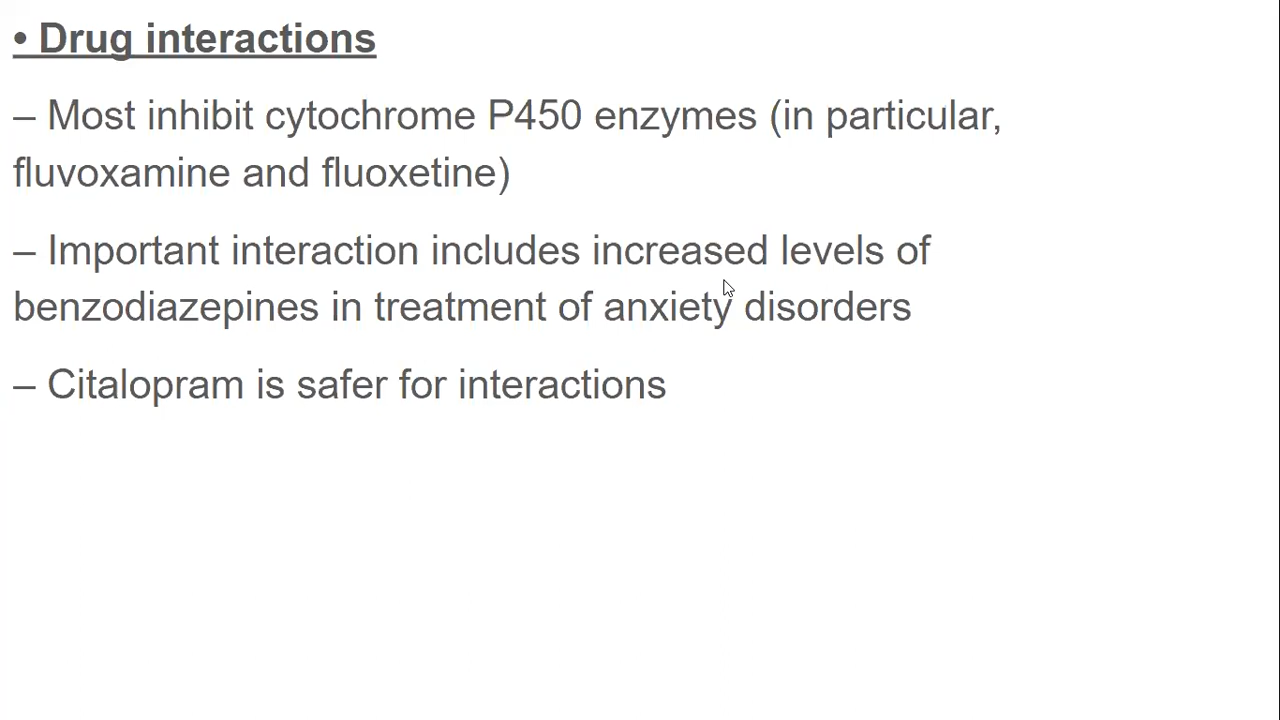 • Drug interactions
– Most inhibit cytochrome P450 enzymes (in particular,
fluvoxamine and fluoxetine)
– Important interaction includes increased levels of
benzodiazepines in treatment of anxiety disorders
– Citalopram is safer for interactions